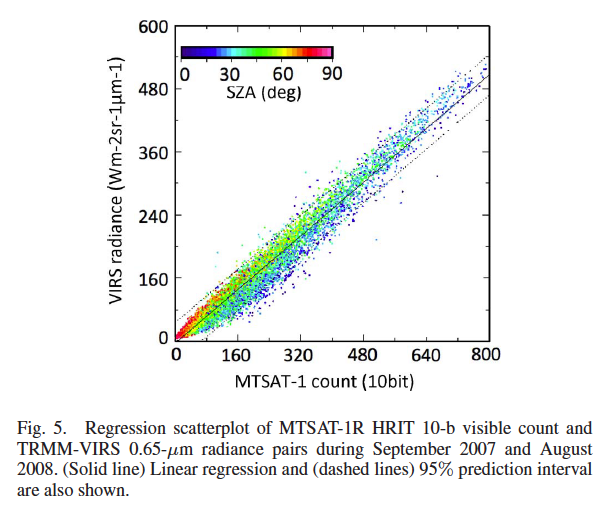 600
480
360
240
160
0
VIRS radiance (Wm-2sr-1μm-1)
0 30 60 90
SZA (deg)
0 160 320 480 640 800
MTSAT-1 count (10bit)
Fig. 5. Regression scatterplot of MTSAT-1R HRIT 10-b visible count and
TRMM-VIRS 0.65-μm radiance pairs during September 2007 and August
2008. (Solid line) Linear regression and (dashed lines) 95% prediction interval
are also shown.